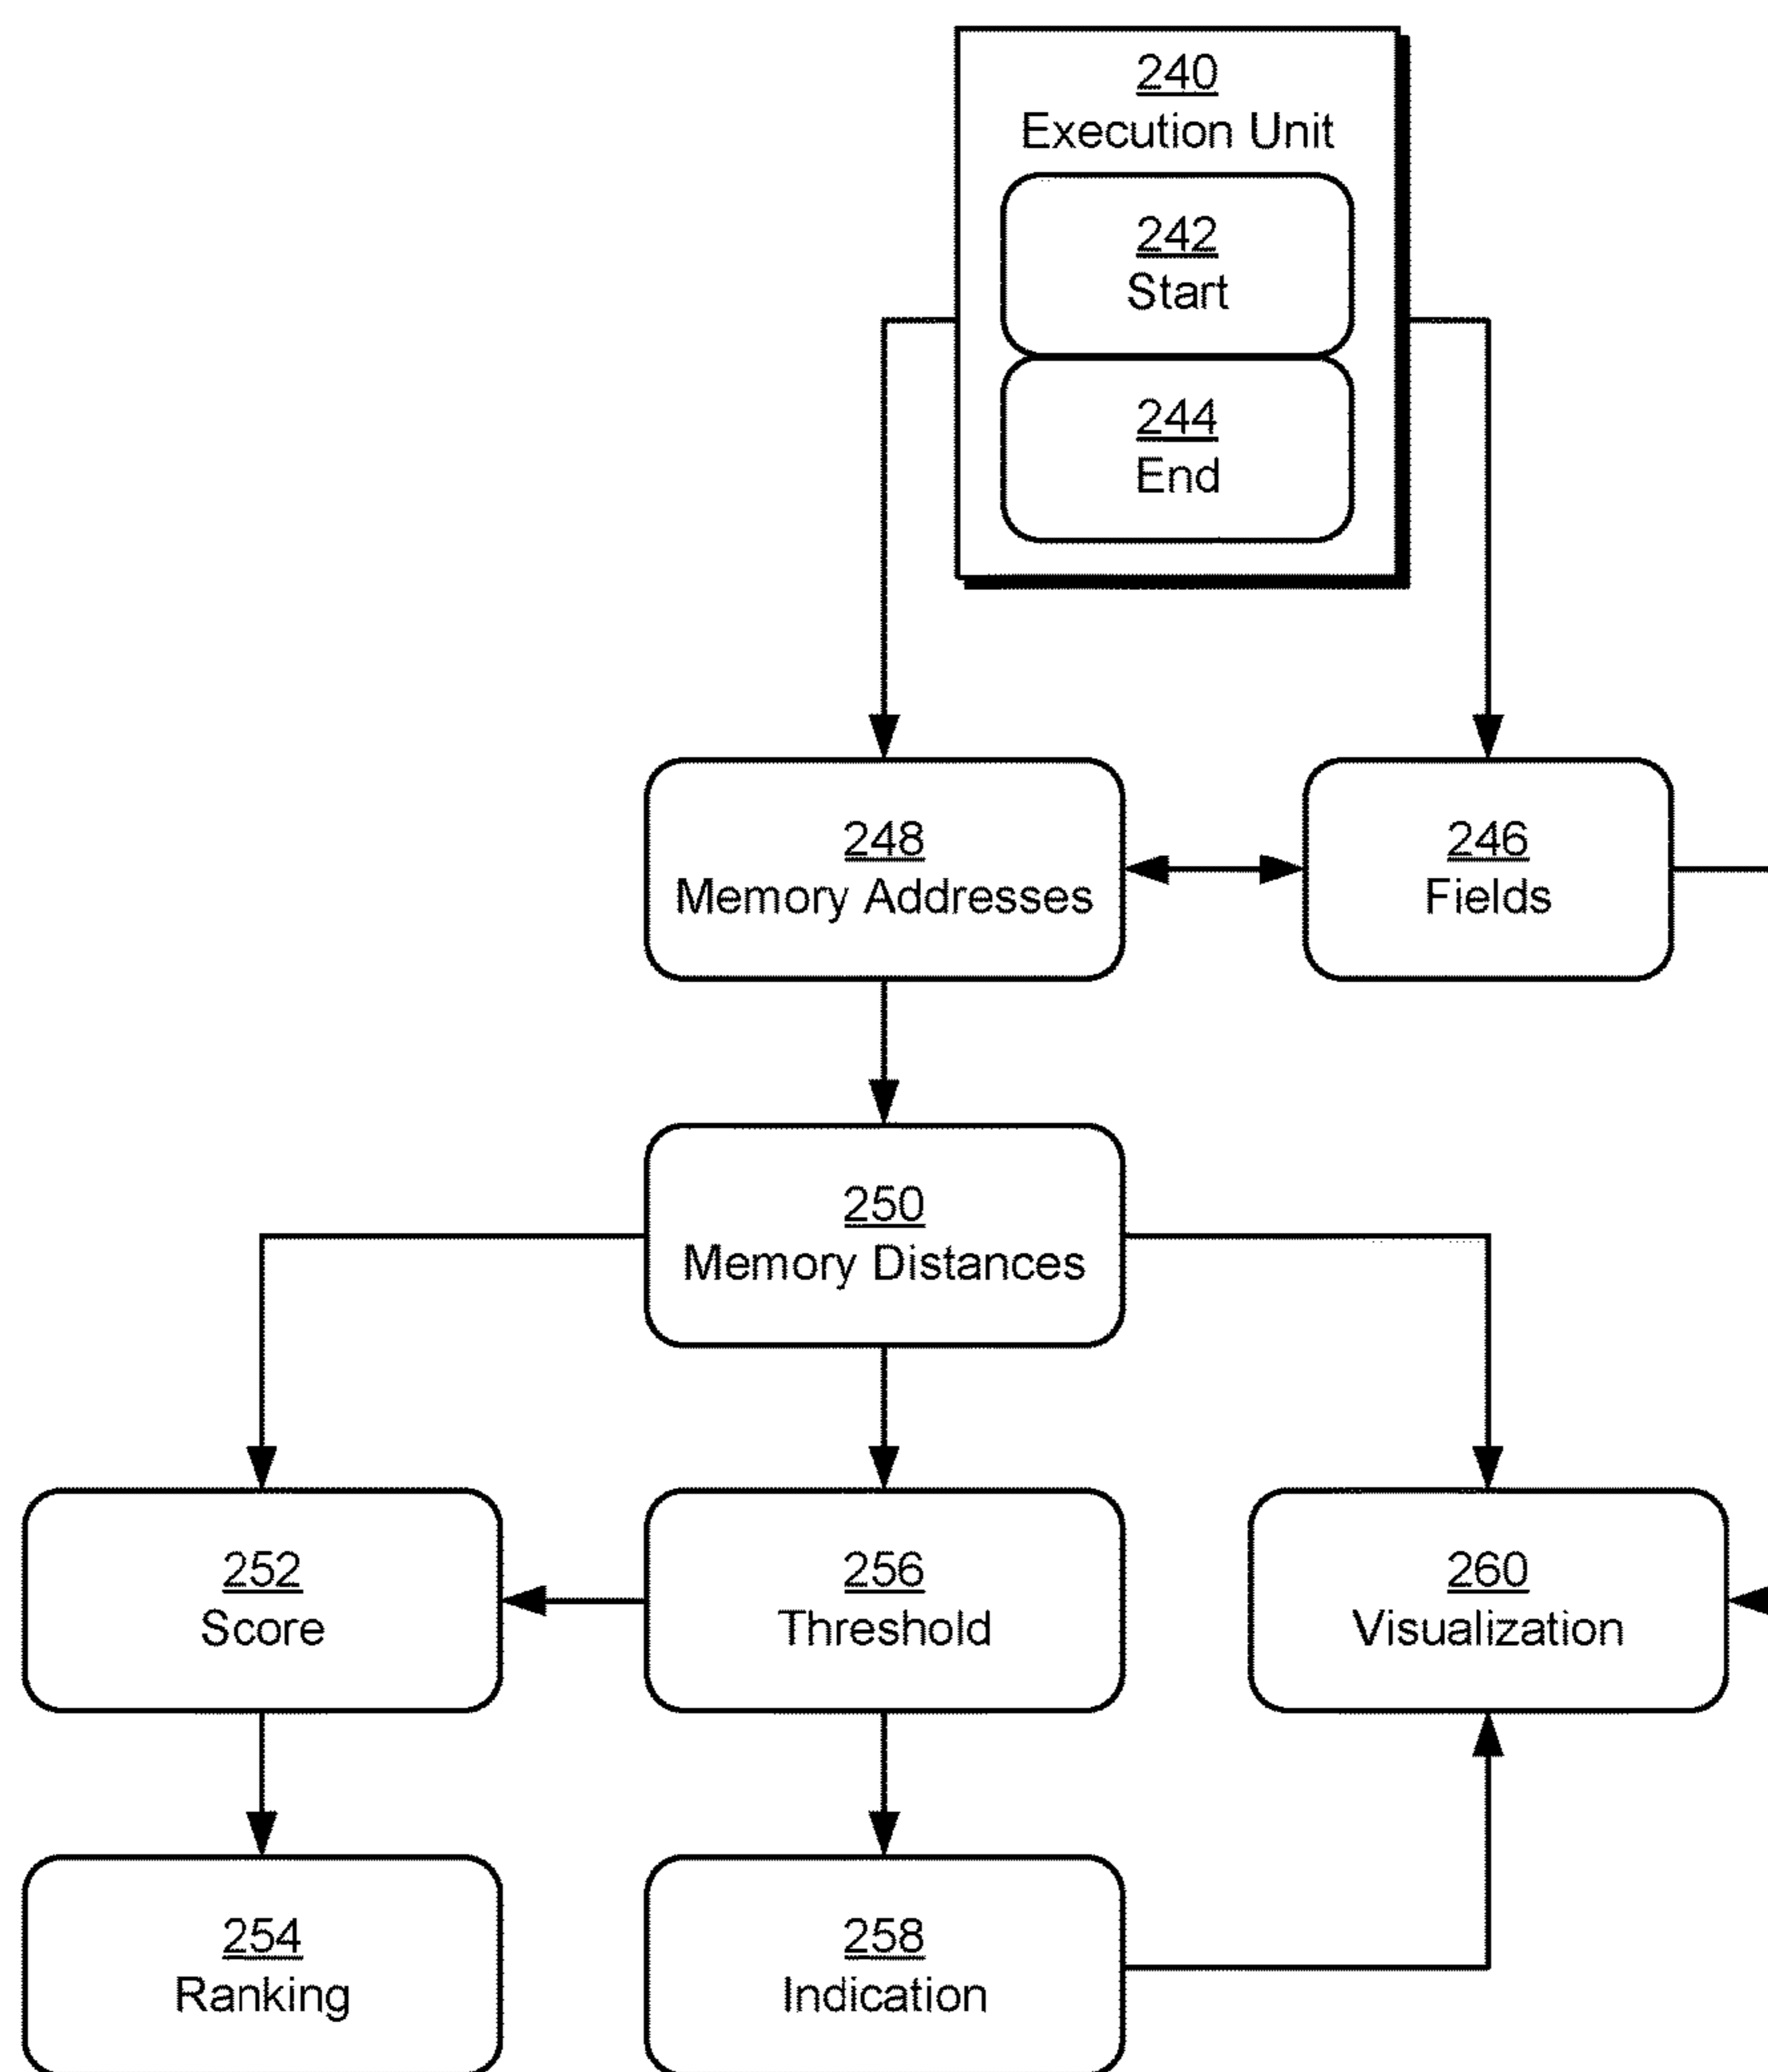 240
Execution Unit
242
Start
244
End
248
Memory Addresses
246
Fields
250
Memory Distances
252
Score
256
Threshold
260
Visualization
254
Ranking
258
Indication